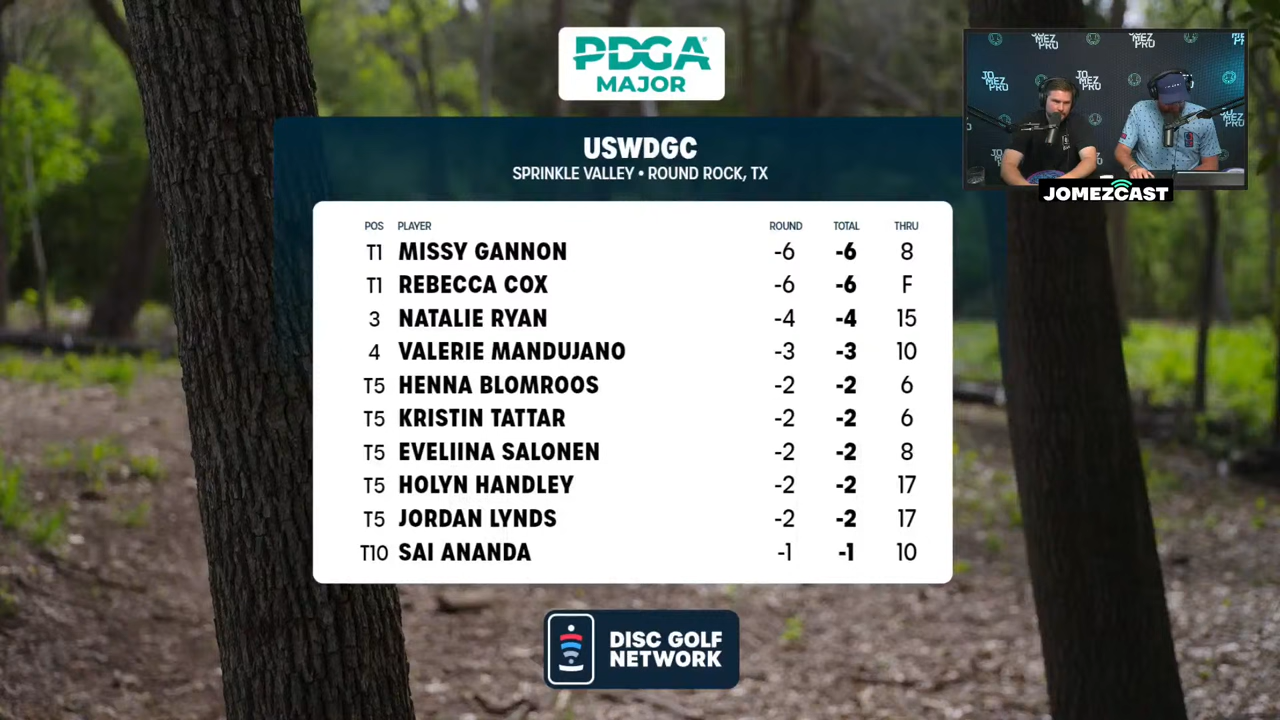 PDGA
MAJOR
USWDGC
SPRINKLE VALLEY • ROUND ROCK, TX
POS PLAYER ROUND TOTAL THRU
T1 MISSY GANNON -6 -6 8
T1 REBECCA COX -6 -6 F
3 NATALIE RYAN -4 -4 15
4 VALERIE MANDUJANO -3 -3 10
T5 HENNA BLOMROOS -2 -2 6
T5 KRISTIN TATTAR -2 -2 6
T5 EVELIINA SALONEN -2 -2 8
T5 HOLYN HANDLEY -2 -2 17
T5 JORDAN LYNDS -2 -2 17
T10 SAI ANANDA -1 -1 10
DISC GOLF
NETWORK
JOMEZ
PRO
JOMEZCAST